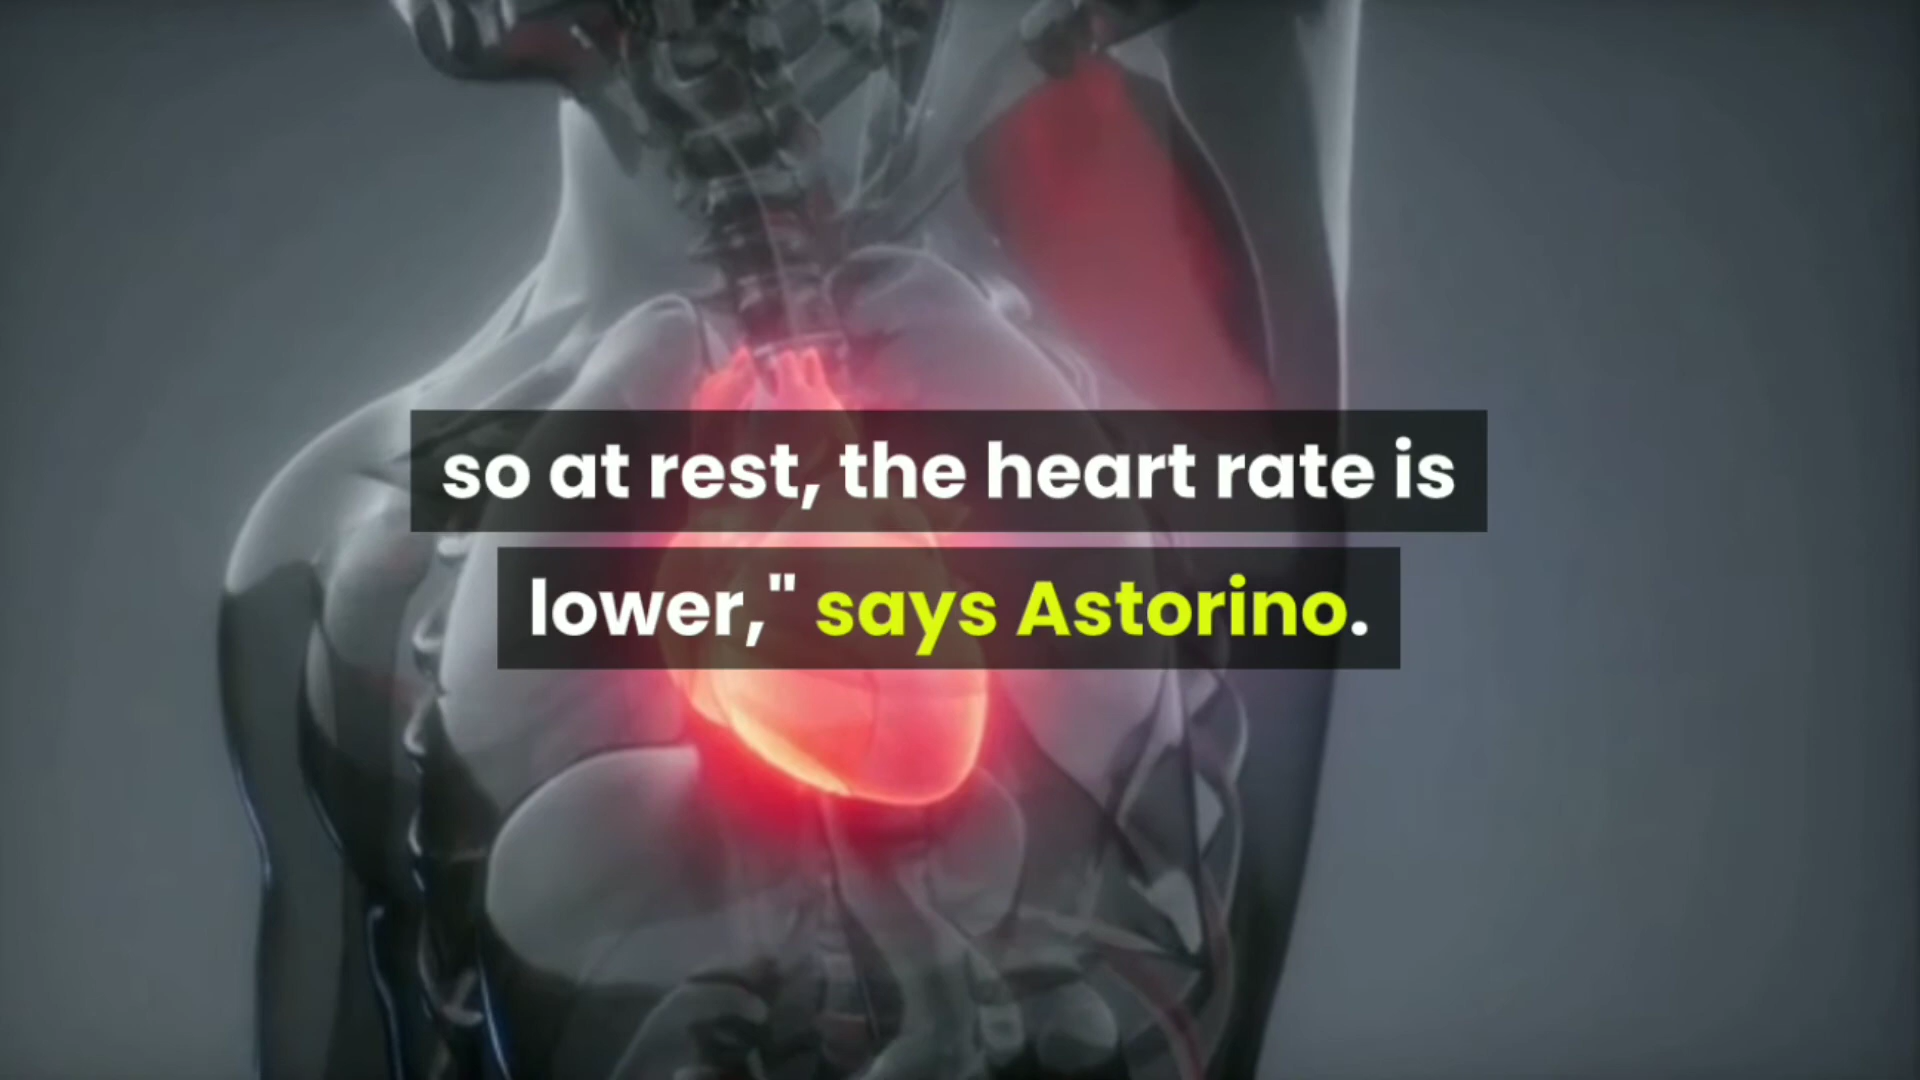 so at rest, the heart rate is
lower," says Astorino.